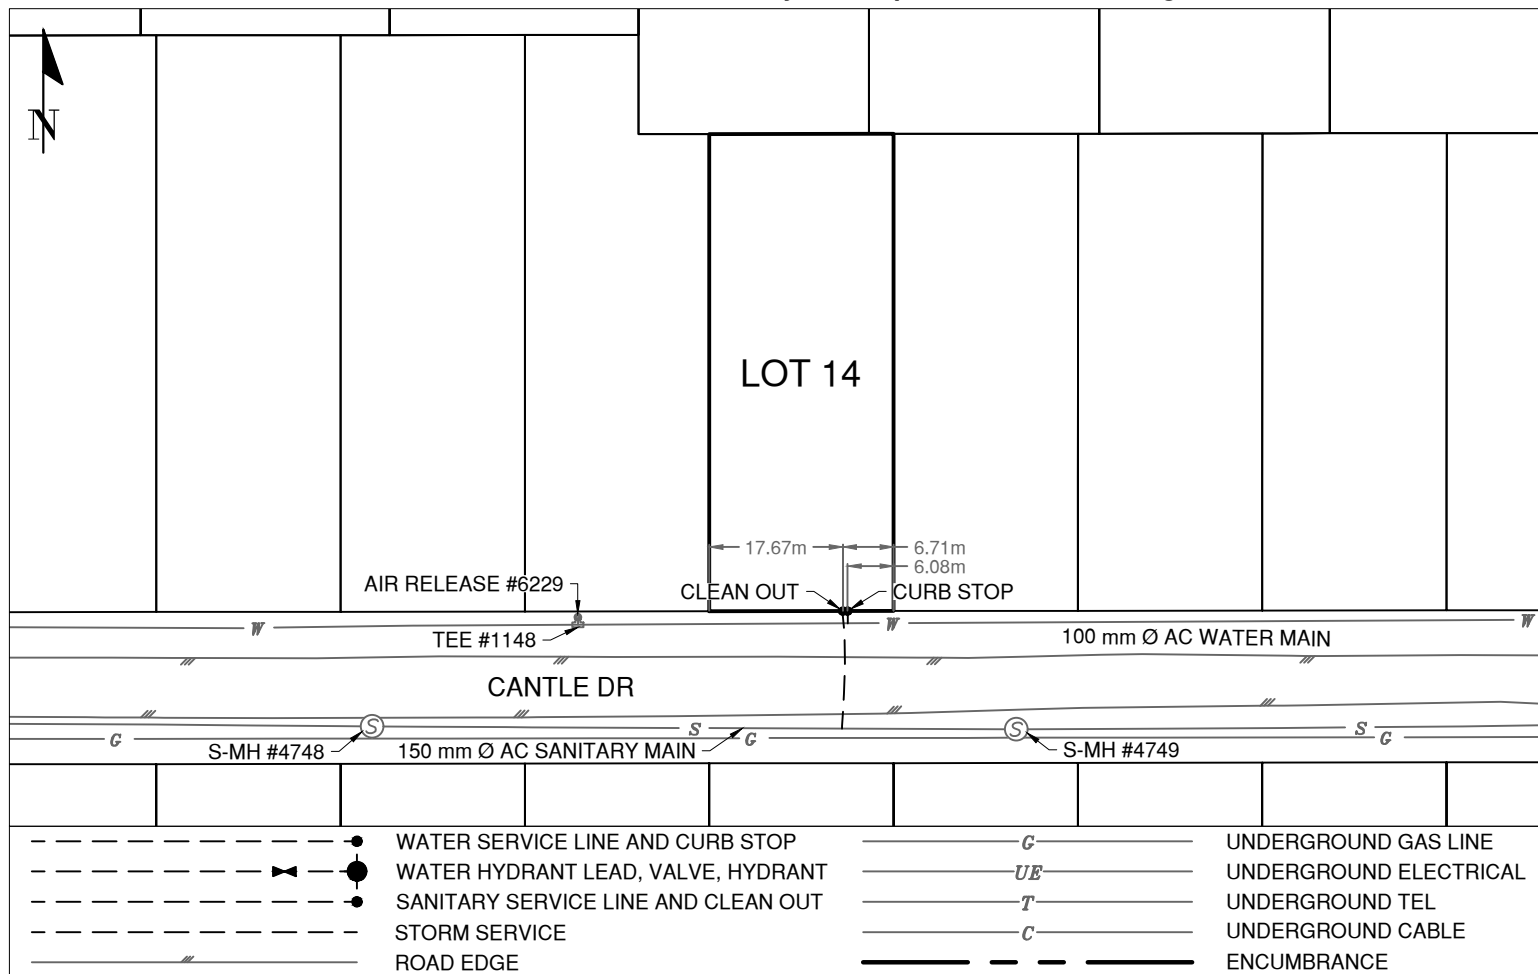 N
LOT 14
17.67m
6.71m
6.08m
AIR RELEASE #6229
CLEAN OUT
CURB STOP
W
W
W
TEE #1148
100 mm Ø AC WATER MAIN
CANTLE DR
S
S
S
S
G
G
G
S-MH #4748
150 mm Ø AC SANITARY MAIN
S-MH #4749
WATER SERVICE LINE AND CURB STOP
WATER HYDRANT LEAD, VALVE, HYDRANT
SANITARY SERVICE LINE AND CLEAN OUT
STORM SERVICE
ROAD EDGE
G UNDERGROUND GAS LINE
UE UNDERGROUND ELECTRICAL
T UNDERGROUND TEL
C UNDERGROUND CABLE
ENCUMBRANCE